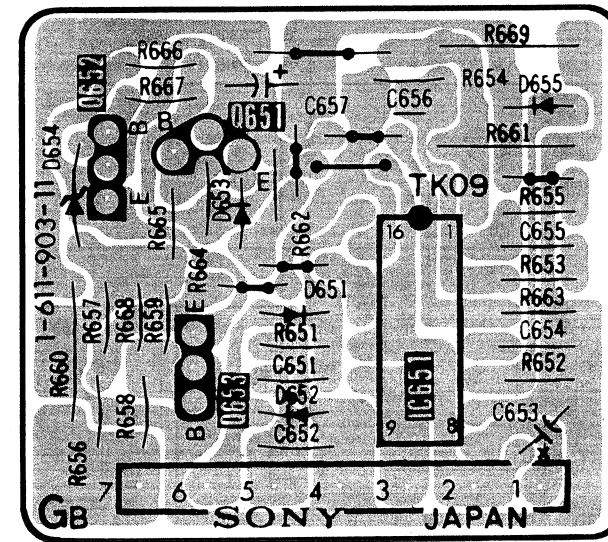 R669
R666
R667
Q652
+
R654
D655
C657
C656
B
B
Q651
D654
R661
E
E
R665
D653
TK09
R655
16
1
1-611-903-11
R662
C655
R664
R653
D651
E
R657
R668
R659
R651
R663
C654
R660
C651
R652
Q653
D652
IC651
R658
B
C652
9
8
C653
R656
7
6
5
4
3
2
1
GB
SONY
JAPAN